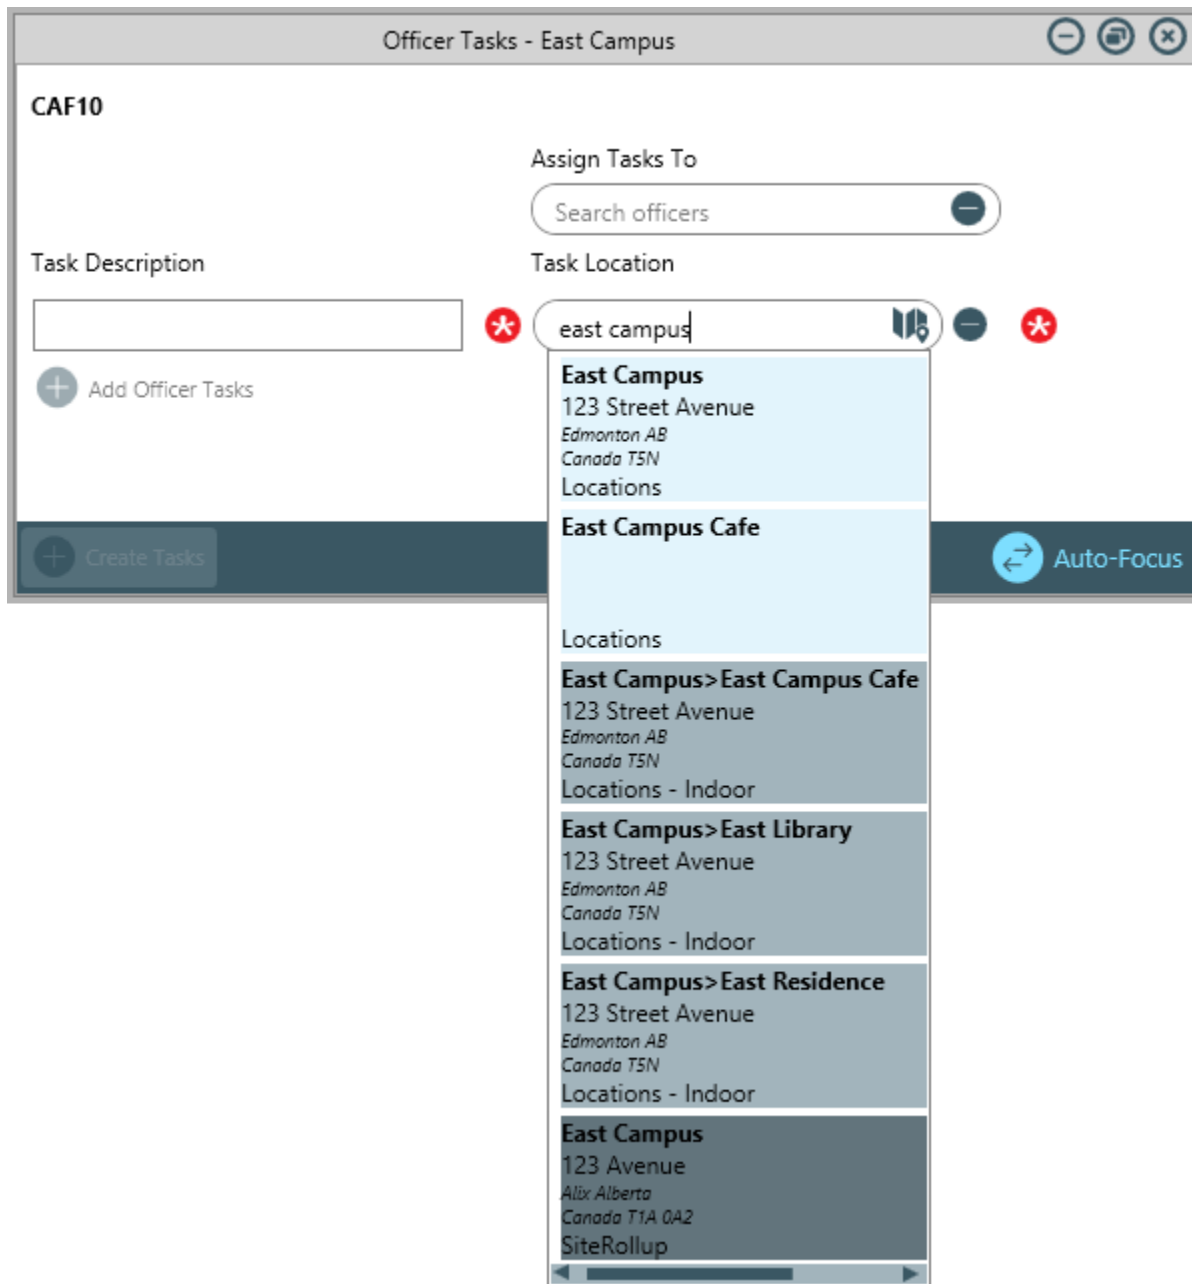 Officer Tasks - East Campus
CAF10
Assign Tasks To
Search officers
Task Description
Task Location
east campus
Add Officer Tasks
East Campus
123 Street Avenue
Edmonton AB
Canada T5N
Locations
East Campus Cafe
Locations
Create Tasks
Auto-Focus
East Campus>East Campus Cafe
123 Street Avenue
Edmonton AB
Canada T5N
Locations - Indoor
East Campus>East Library
123 Street Avenue
Edmonton AB
Canada T5N
Locations - Indoor
East Campus>East Residence
123 Street Avenue
Edmonton AB
Canada T5N
Locations - Indoor
East Campus
123 Avenue
Alix Alberta
Canada T1A 0A2
SiteRollup